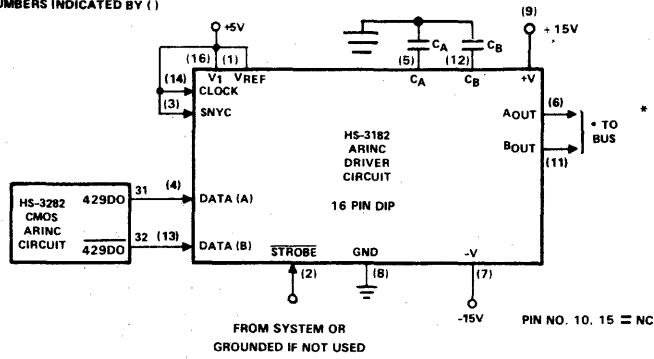 NUMBERS INDICATED BY ( )
+5V
(9)
+ 15V
(16) (1)
V1 VREF
(14)
CLOCK
(3)
SNYC
CA
CB
(5)
(12)
CA
CB
+V
AOUT
(6)
BOUT
(11)
* TO
BUS
*
HS-3182
ARINC
DRIVER
CIRCUIT
16 PIN DIP
HS-3282
CMOS
ARINC
CIRCUIT
429DO
31
(4)
DATA (A)
429DO
32
(13)
DATA (B)
STROBE
(2)
GND
(8)
-V
(7)
-15V
FROM SYSTEM OR
GROUNDED IF NOT USED
PIN NO. 10, 15 = NC